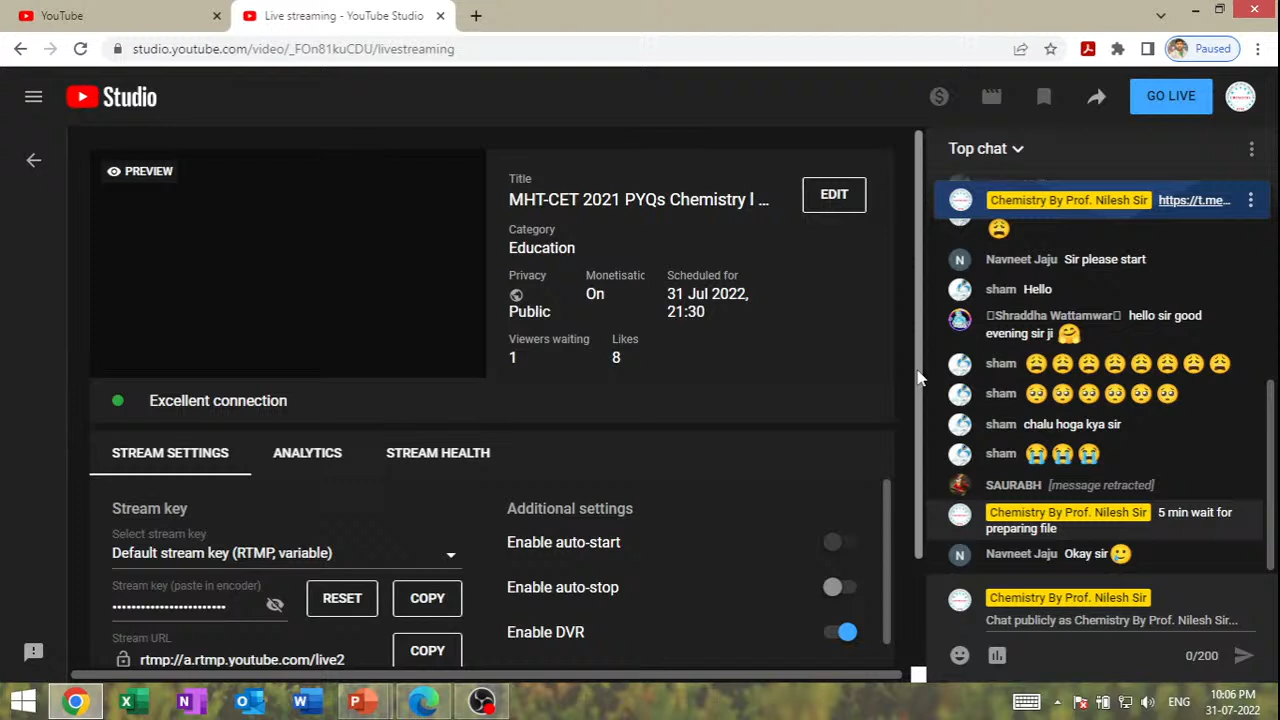 YouTube
Live streaming - YouTube Studio
studio.youtube.com/video/_FOn81kuCDU/livestreaming
Paused
Studio
GO LIVE
PREVIEW
Title
MHT-CET 2021 PYQs Chemistry l ...
EDIT
Category
Education
Privacy
Public
Monetisatic
On
Scheduled for
31 Jul 2022,
21:30
Viewers waiting
1
Likes
8
Excellent connection
STREAM SETTINGS
ANALYTICS
STREAM HEALTH
Stream key
Select stream key
Default stream key (RTMP, variable)
Stream key (paste in encoder)
••••••••••••••••••••••••
RESET
COPY
Stream URL
rtmp://a.rtmp.youtube.com/live2
COPY
Additional settings
Enable auto-start
Enable auto-stop
Enable DVR
Top chat
Chemistry By Prof. Nilesh Sir https://t.me...
😩
N Navneet Jaju Sir please start
sham Hello
Shraddha Wattamwar hello sir good
evening sir ji 🤗
sham 😩😩😩😩😩😩😩😩
sham 🥺🥺🥺🥺🥺🥺
sham chalu hoga kya sir
sham 😭😭😭
SAURABH [message retracted]
Chemistry By Prof. Nilesh Sir 5 min wait for
preparing file
N Navneet Jaju Okay sir 🥲
Chemistry By Prof. Nilesh Sir
Chat publicly as Chemistry By Prof. Nilesh Sir...
0/200
10:06 PM
31-07-2022